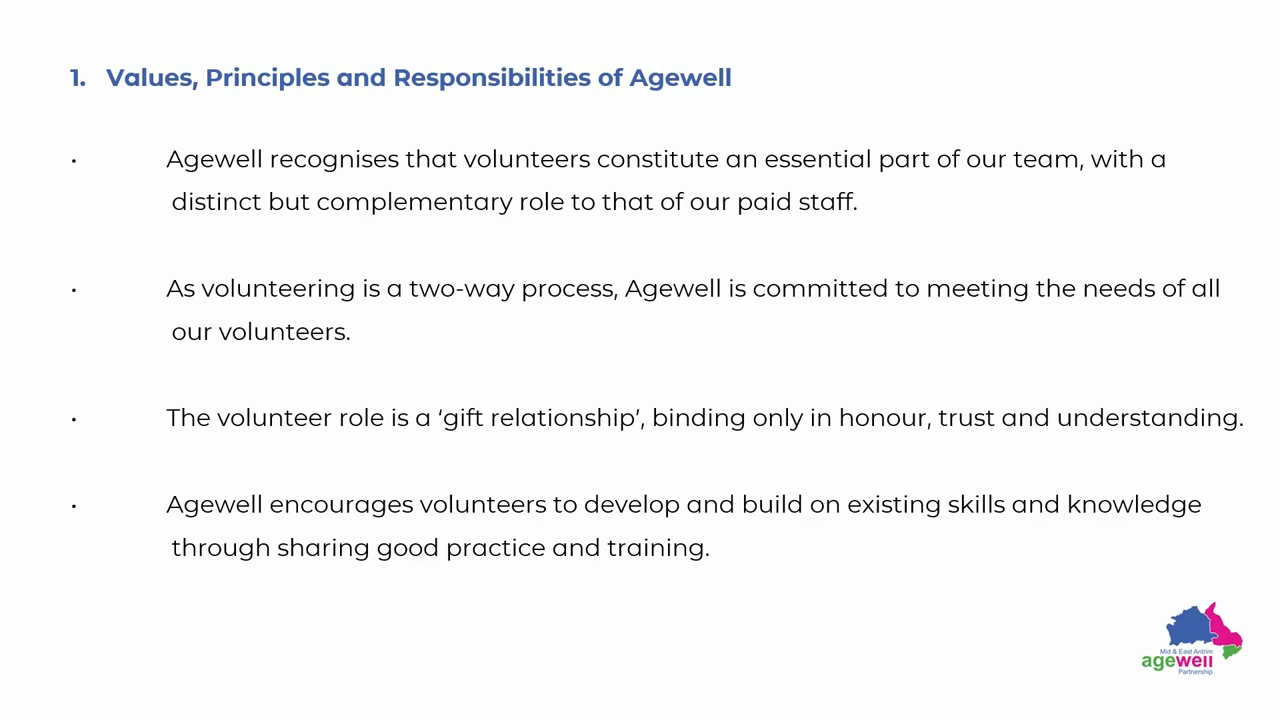 1. Values, Principles and Responsibilities of Agewell
• Agewell recognises that volunteers constitute an essential part of our team, with a
distinct but complementary role to that of our paid staff.
• As volunteering is a two-way process, Agewell is committed to meeting the needs of all
our volunteers.
• The volunteer role is a ‘gift relationship’, binding only in honour, trust and understanding.
• Agewell encourages volunteers to develop and build on existing skills and knowledge
through sharing good practice and training.
Mid & East Antrim
agewell
Partnership